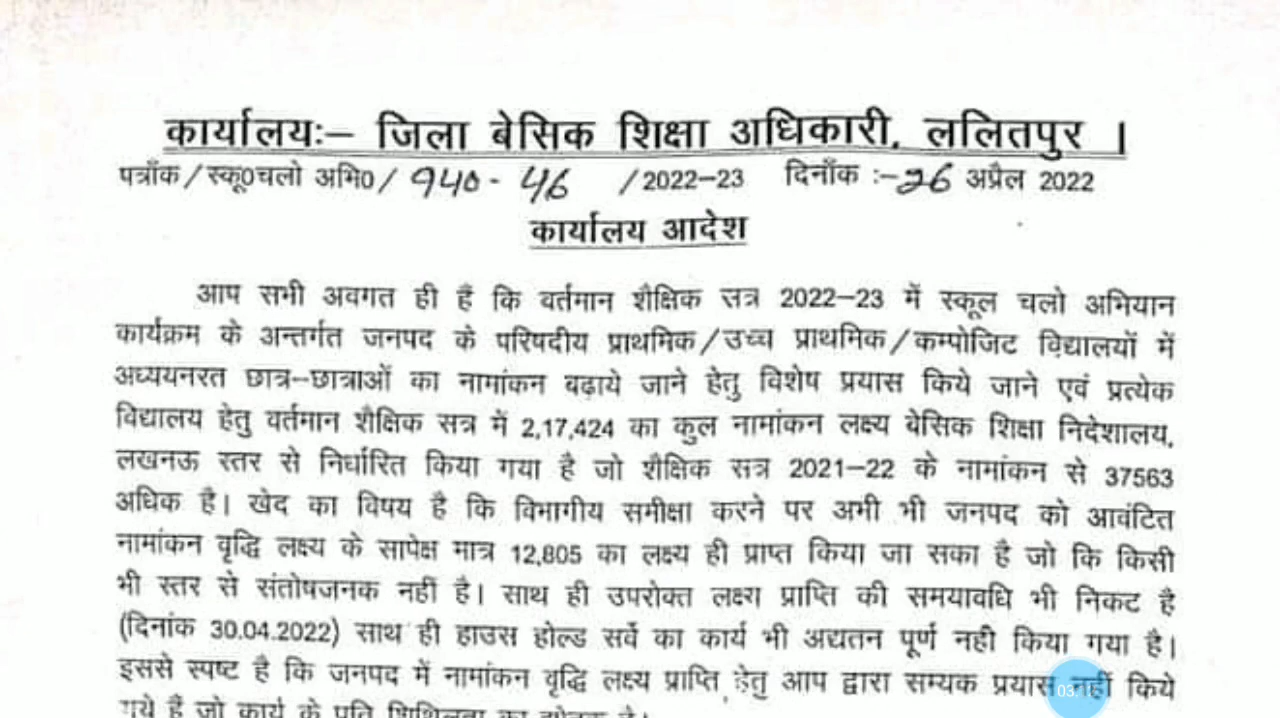 कार्यालयः— जिला बेसिक शिक्षा अधिकारी, ललितपुर ।
पत्राँक/स्कू0चलो अभि0/ 940 - 46 /2022—23 दिनाँक :— 26 अप्रैल 2022
कार्यालय आदेश
आप सभी अवगत ही है कि वर्तमान शैक्षिक सत्र 2022—23 में स्कूल चलो अभियान
कार्यक्रम के अन्तर्गत जनपद के परिषदीय प्राथमिक/उच्च प्राथमिक/कम्पोजिट विद्यालयों में
अध्ययनरत छात्र—छात्राओं का नामांकन बढ़ाये जाने हेतु विशेष प्रयास किये जाने एवं प्रत्येक
विद्यालय हेतु वर्तमान शैक्षिक सत्र में 2,17,424 का कुल नामांकन लक्ष्य बेसिक शिक्षा निदेशालय,
लखनऊ स्तर से निर्धारित किया गया है जो शैक्षिक सत्र 2021—22 के नामांकन से 37563
अधिक है। खेद का विषय है कि विभागीय समीक्षा करने पर अभी भी जनपद को आवंटित
नामांकन वृद्धि लक्ष्य के सापेक्ष मात्र 12,805 का लक्ष्य ही प्राप्त किया जा सका है जो कि किसी
भी स्तर से संतोषजनक नहीं है। साथ ही उपरोक्त लक्ष्य प्राप्ति की समयावधि भी निकट है
(दिनांक 30.04.2022) साथ ही हाउस होल्ड सर्वे का कार्य भी अद्यतन पूर्ण नही किया गया है।
इससे स्पष्ट है कि जनपद में नामांकन वृद्धि लक्ष्य प्राप्ति हेतु आप द्वारा सम्यक प्रयास नहीं किये
गये हैं जो कार्य के प्रति शिथिलता का द्योतक है।